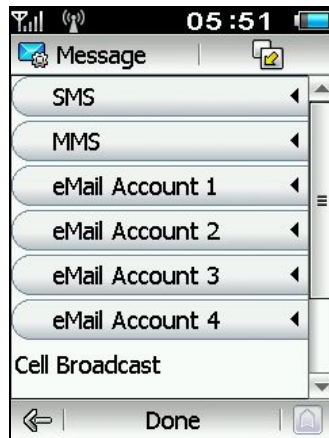 05:51
Message
SMS
MMS
eMail Account 1
eMail Account 2
eMail Account 3
eMail Account 4
Cell Broadcast
Done